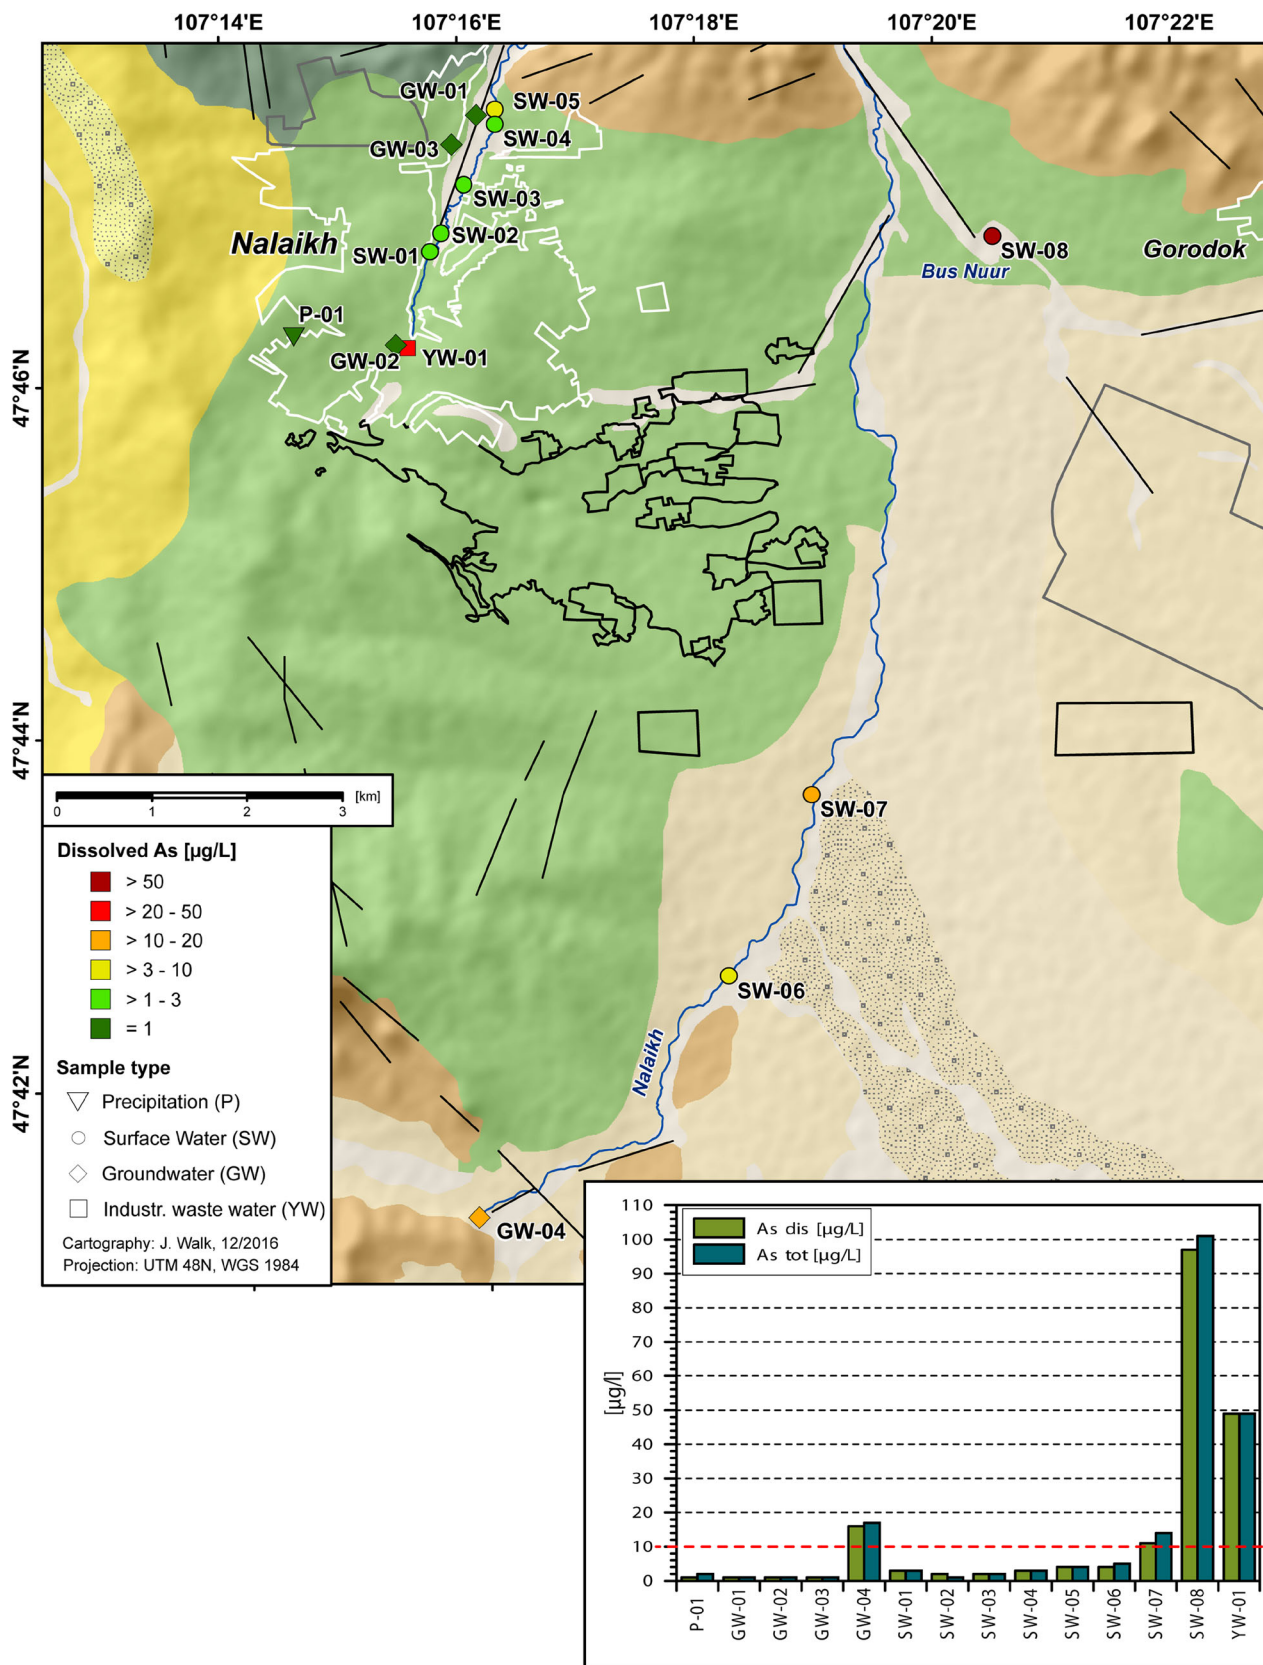 107°14'E 107°16'E 107°18'E 107°20'E 107°22'E
GW-01
SW-05
SW-04
GW-03
SW-03
Nalaikh
SW-02
SW-01
SW-08
Gorodok
Bus Nuur
P-01
GW-02
YW-01
47°46'N
47°44'N
SW-07
SW-06
Nalaikh
47°42'N
GW-04
0 1 2 3 [km]
Dissolved As [µg/L]
> 50
> 20 - 50
> 10 - 20
> 3 - 10
> 1 - 3
= 1
Sample type
Precipitation (P)
Surface Water (SW)
Groundwater (GW)
Industr. waste water (YW)
Cartography: J. Walk, 12/2016
Projection: UTM 48N, WGS 1984
As dis [µg/L]
As tot [µg/L]
[µg/l]
110
100
90
80
70
60
50
40
30
20
10
0
P-01 GW-01 GW-02 GW-03 GW-04 SW-01 SW-02 SW-03 SW-04 SW-05 SW-06 SW-07 SW-08 YW-01